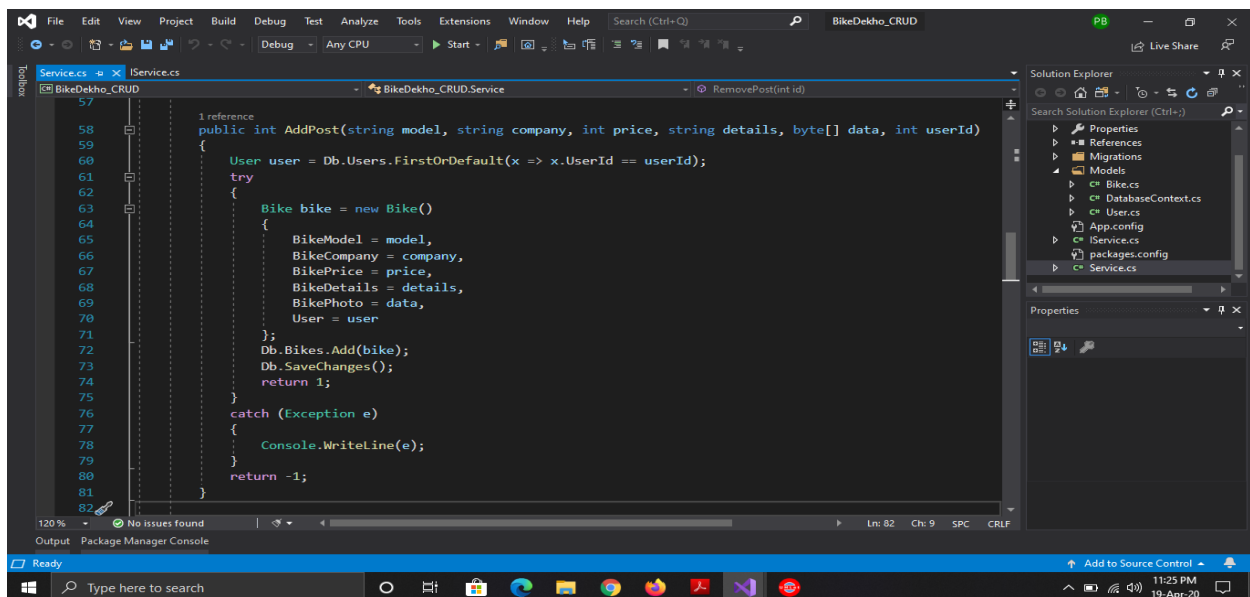 File Edit View Project Build Debug Test Analyze Tools Extensions Window Help Search (Ctrl+Q) BikeDekho_CRUD PB
Debug Any CPU Start Live Share
Toolbox
Service.cs IService.cs
BikeDekho_CRUD BikeDekho_CRUD.Service RemovePost(int id)
57
1 reference
58 public int AddPost(string model, string company, int price, string details, byte[] data, int userId)
59 {
60 User user = Db.Users.FirstOrDefault(x => x.UserId == userId);
61 try
62 {
63 Bike bike = new Bike()
64 {
65 BikeModel = model,
66 BikeCompany = company,
67 BikePrice = price,
68 BikeDetails = details,
69 BikePhoto = data,
70 User = user
71 };
72 Db.Bikes.Add(bike);
73 Db.SaveChanges();
74 return 1;
75 }
76 catch (Exception e)
77 {
78 Console.WriteLine(e);
79 }
80 return -1;
81 }
82
120 % No issues found Ln: 82 Ch: 9 SPC CRLF
Solution Explorer
Search Solution Explorer (Ctrl+;)
Properties
References
Migrations
Models
C# Bike.cs
C# DatabaseContext.cs
C# User.cs
App.config
C# IService.cs
packages.config
C# Service.cs
Properties
Output Package Manager Console
Ready Add to Source Control
Type here to search 11:25 PM
19-Apr-20